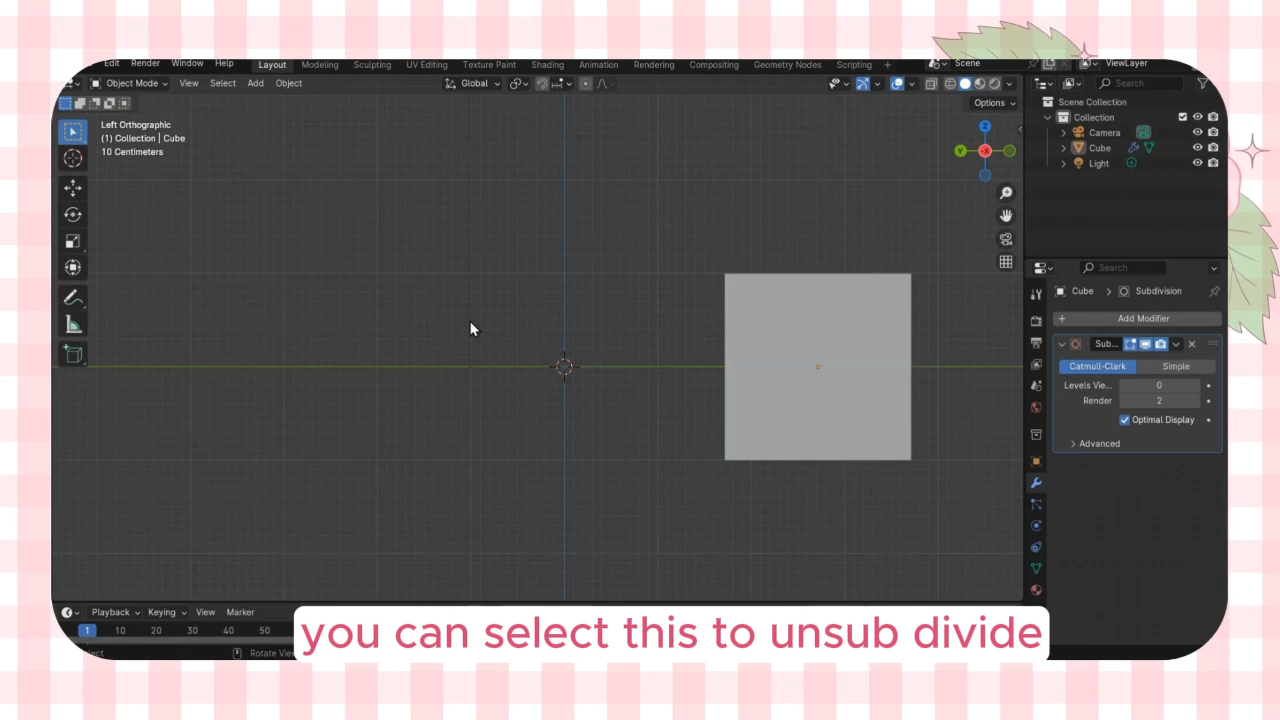 Edit Render Window Help Layout Modeling Sculpting UV Editing Texture Paint Shading Animation Rendering Compositing Geometry Nodes Scripting + Scene ViewLayer
Object Mode View Select Add Object Global Search
Options
Left Orthographic
(1) Collection | Cube
10 Centimeters
Z
Y
-X
Scene Collection
Collection
Camera
Cube
Light
Search
Cube > Subdivision
+ Add Modifier
Sub...
Catmull-Clark Simple
Levels Vie... 0
Render 2
Optimal Display
Advanced
Playback Keying View Marker
1 10 20 30 40 50
Rotate View
you can select this to unsub divide